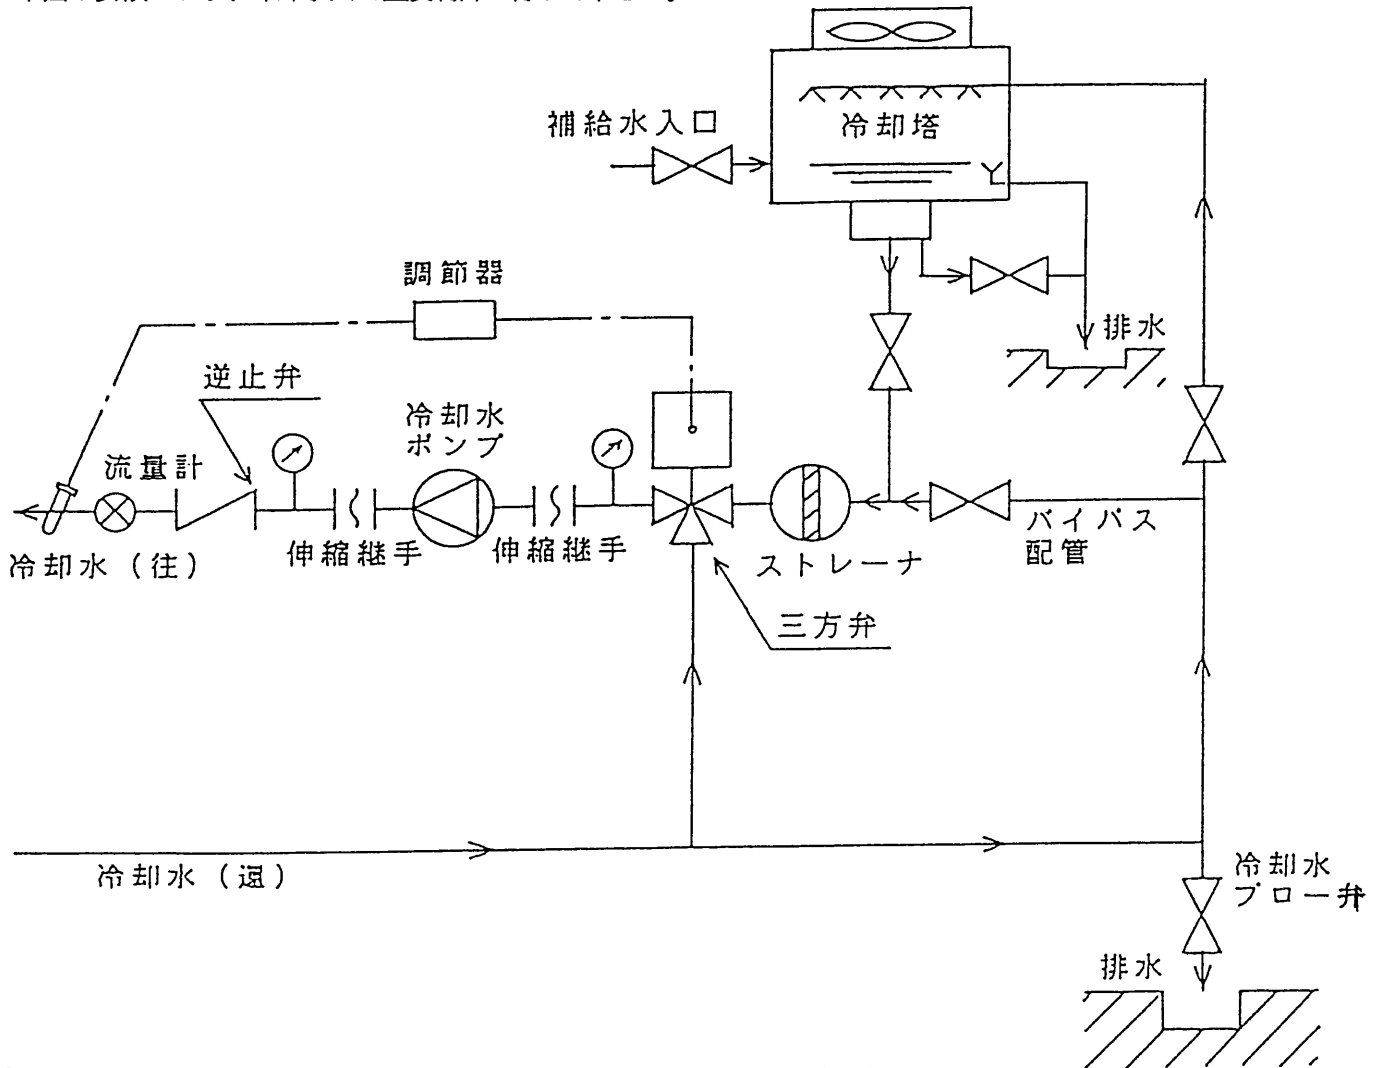 補給水入口
冷却塔
調節器
排水
逆止弁
冷却水
ポンプ
流量計
バイパス
配管
伸縮継手
伸縮継手
ストレーナ
冷却水（往）
三方弁
冷却水（還）
冷却水
ブロー弁
排水